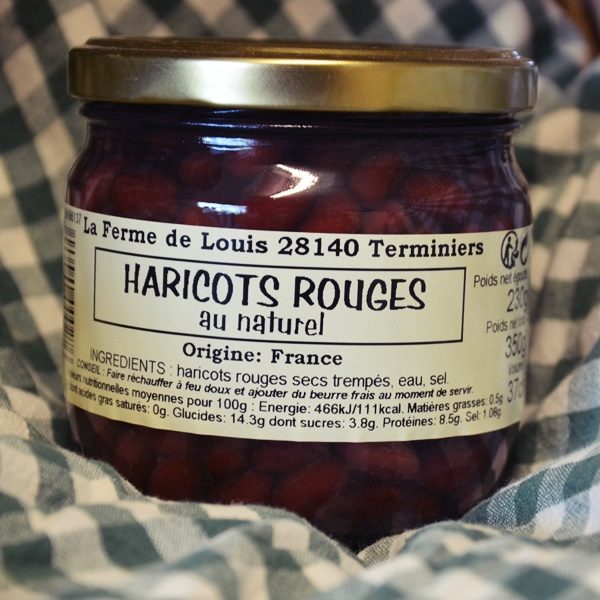 La Ferme de Louis 28140 Terminiers
HARICOTS ROUGES
au naturel
Origine: France
INGREDIENTS : haricots rouges secs trempés, eau, sel.
CONSEIL : Faire réchauffer à feu doux et ajouter du beurre frais au moment de servir.
nutritionnelles moyennes pour 100g : Energie: 466kJ/111kcal. Matières grasses: 0.5g
dont acides gras saturés: 0g. Glucides: 14.3g dont sucres: 3.8g. Protéines: 8.5g. Sel: 1.08g.
Poids net
230g
Poids net
350g